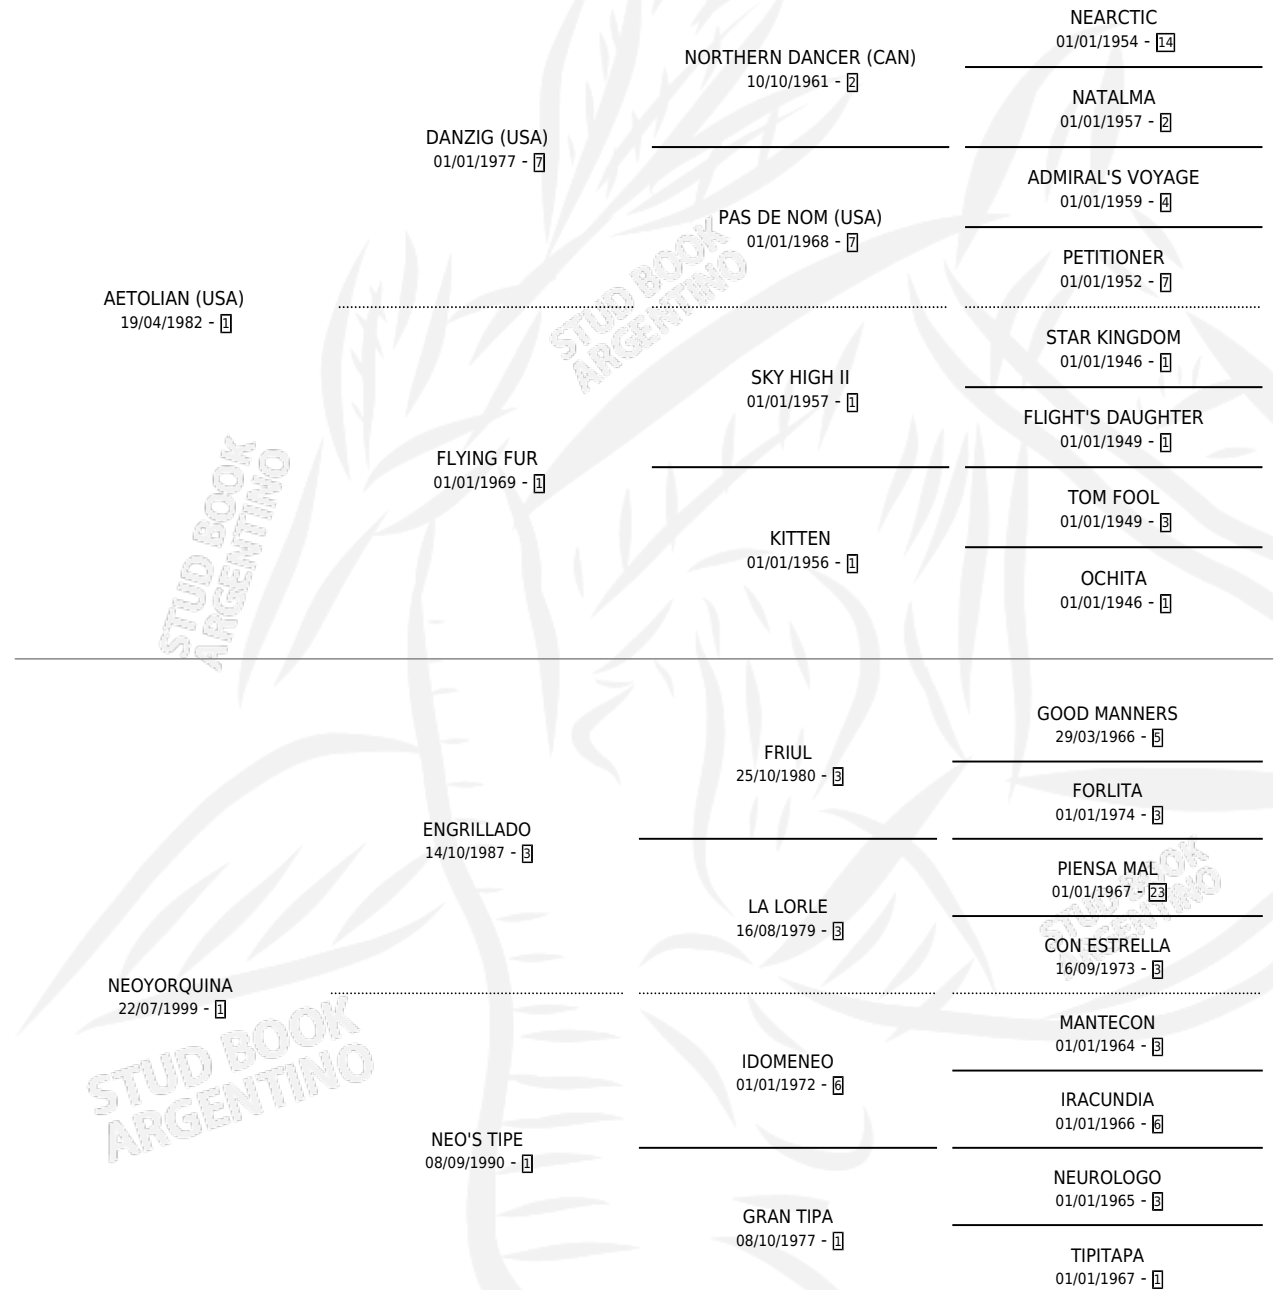 NEARCTIC
01/01/1954 - 14
NORTHERN DANCER (CAN)
10/10/1961 - 2
NATALMA
01/01/1957 - 2
DANZIG (USA)
01/01/1977 - 7
ADMIRAL'S VOYAGE
01/01/1959 - 4
PAS DE NOM (USA)
01/01/1968 - 7
PETITIONER
01/01/1952 - 7
AETOLIAN (USA)
19/04/1982 - 1
STUD BOOK
ARGENTINO
STAR KINGDOM
01/01/1946 - 1
SKY HIGH II
01/01/1957 - 1
FLIGHT'S DAUGHTER
01/01/1949 - 1
FLYING FUR
01/01/1969 - 1
TOM FOOL
01/01/1949 - 3
KITTEN
01/01/1956 - 1
OCHITA
01/01/1946 - 1
STUD BOOK
ARGENTINO
GOOD MANNERS
29/03/1966 - 5
FRIUL
25/10/1980 - 3
FORLITA
01/01/1974 - 3
ENGRILLADO
14/10/1987 - 3
PIENSA MAL
01/01/1967 - 23
LA LORLE
16/08/1979 - 3
STUD BOOK
ARGENTINO
CON ESTRELLA
16/09/1973 - 3
NEOYORQUINA
22/07/1999 - 1
STUD BOOK
ARGENTINO
MANTECON
01/01/1964 - 3
IDOMENEO
01/01/1972 - 6
IRACUNDIA
01/01/1966 - 6
NEO'S TIPE
08/09/1990 - 1
NEUROLOGO
01/01/1965 - 3
GRAN TIPA
08/10/1977 - 1
TIPITAPA
01/01/1967 - 1